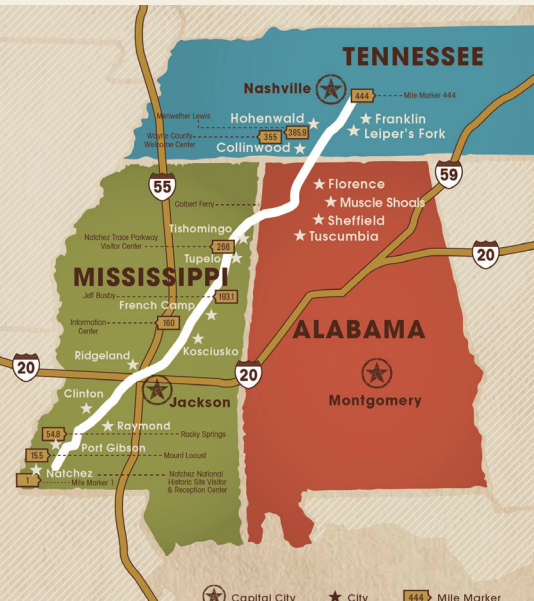 TENNESSEE
Nashville
444
Mile Marker 444
Meriwether Lewis
Hohenwald
385.9
Franklin
Wayne County
Welcome Center
355
Leiper's Fork
Collinwood
55
59
Florence
Muscle Shoals
Colbert Ferry
Sheffield
Tishomingo
Tuscumbia
Natchez Trace Parkway
Visitor Center
266
20
Tupelo
MISSISSIPPI
Jeff Busby
193.1
French Camp
Information
Center
160
ALABAMA
Kosciusko
Ridgeland
20
20
Clinton
Jackson
Montgomery
Raymond
54.8
Rocky Springs
Port Gibson
15.5
Mount Locust
Natchez
1
Mile Marker 1
Natchez National
Historic Site Visitor
& Reception Center
Capital City
City
444
Mile Marker